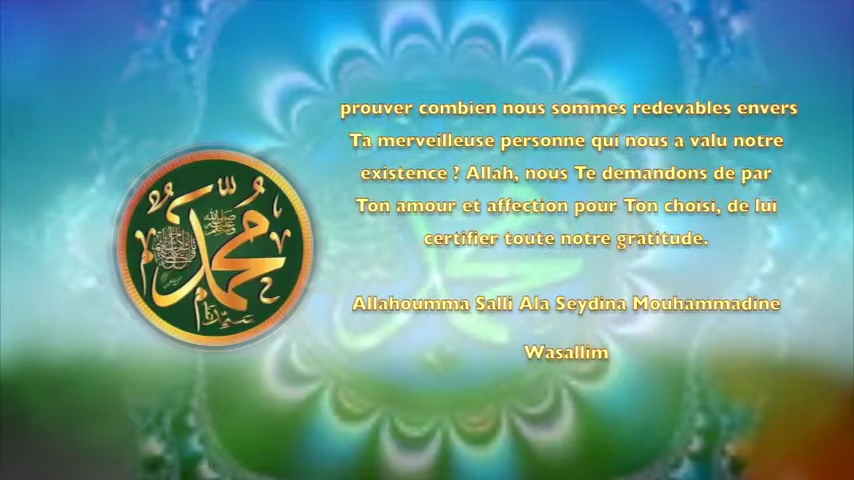 محمد
prouver combien nous sommes redevables envers
Ta merveilleuse personne qui nous a valu notre
existence ? Allah, nous Te demandons de par
Ton amour et affection pour Ton choisi, de lui
certifier toute notre gratitude.
Allahoumma Salli Ala Seydina Mouhammadine
Wasallim